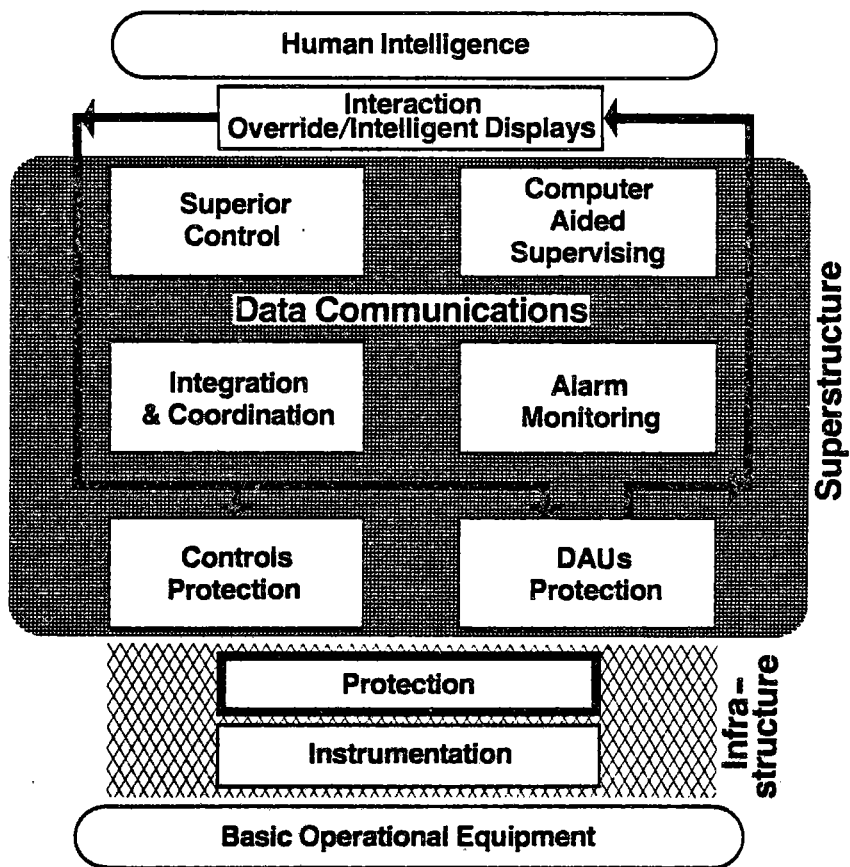 Human Intelligence
Interaction
Override/Intelligent Displays
Superior
Control
Computer
Aided
Supervising
Data Communications
Integration
& Coordination
Alarm
Monitoring
Superstructure
Controls
Protection
DAUs
Protection
Protection
Instrumentation
Infra-
structure
Basic Operational Equipment